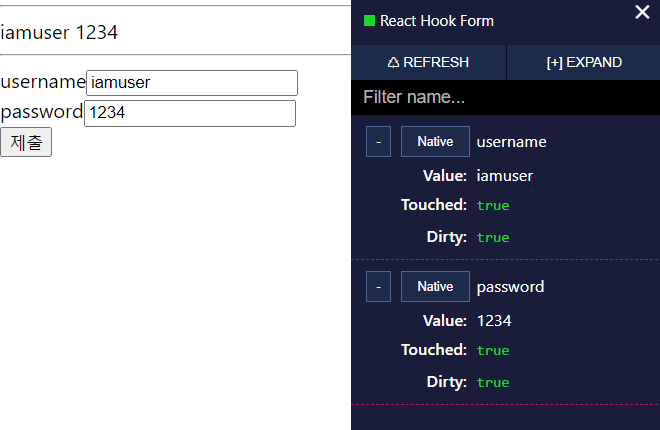 iamuser 1234
username iamuser
password 1234
제출
React Hook Form
✕
♺ REFRESH
[+] EXPAND
Filter name...
- Native username
Value: iamuser
Touched: true
Dirty: true
- Native password
Value: 1234
Touched: true
Dirty: true